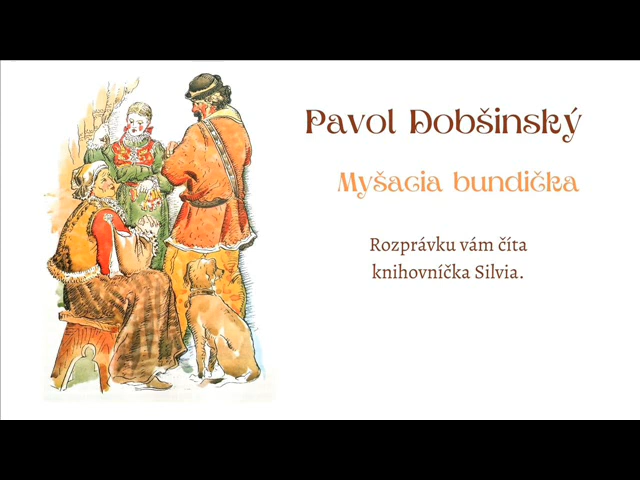 Pavol Dobšinský
Myšacia bundička
Rozprávku vám číta
knihovníčka Silvia.